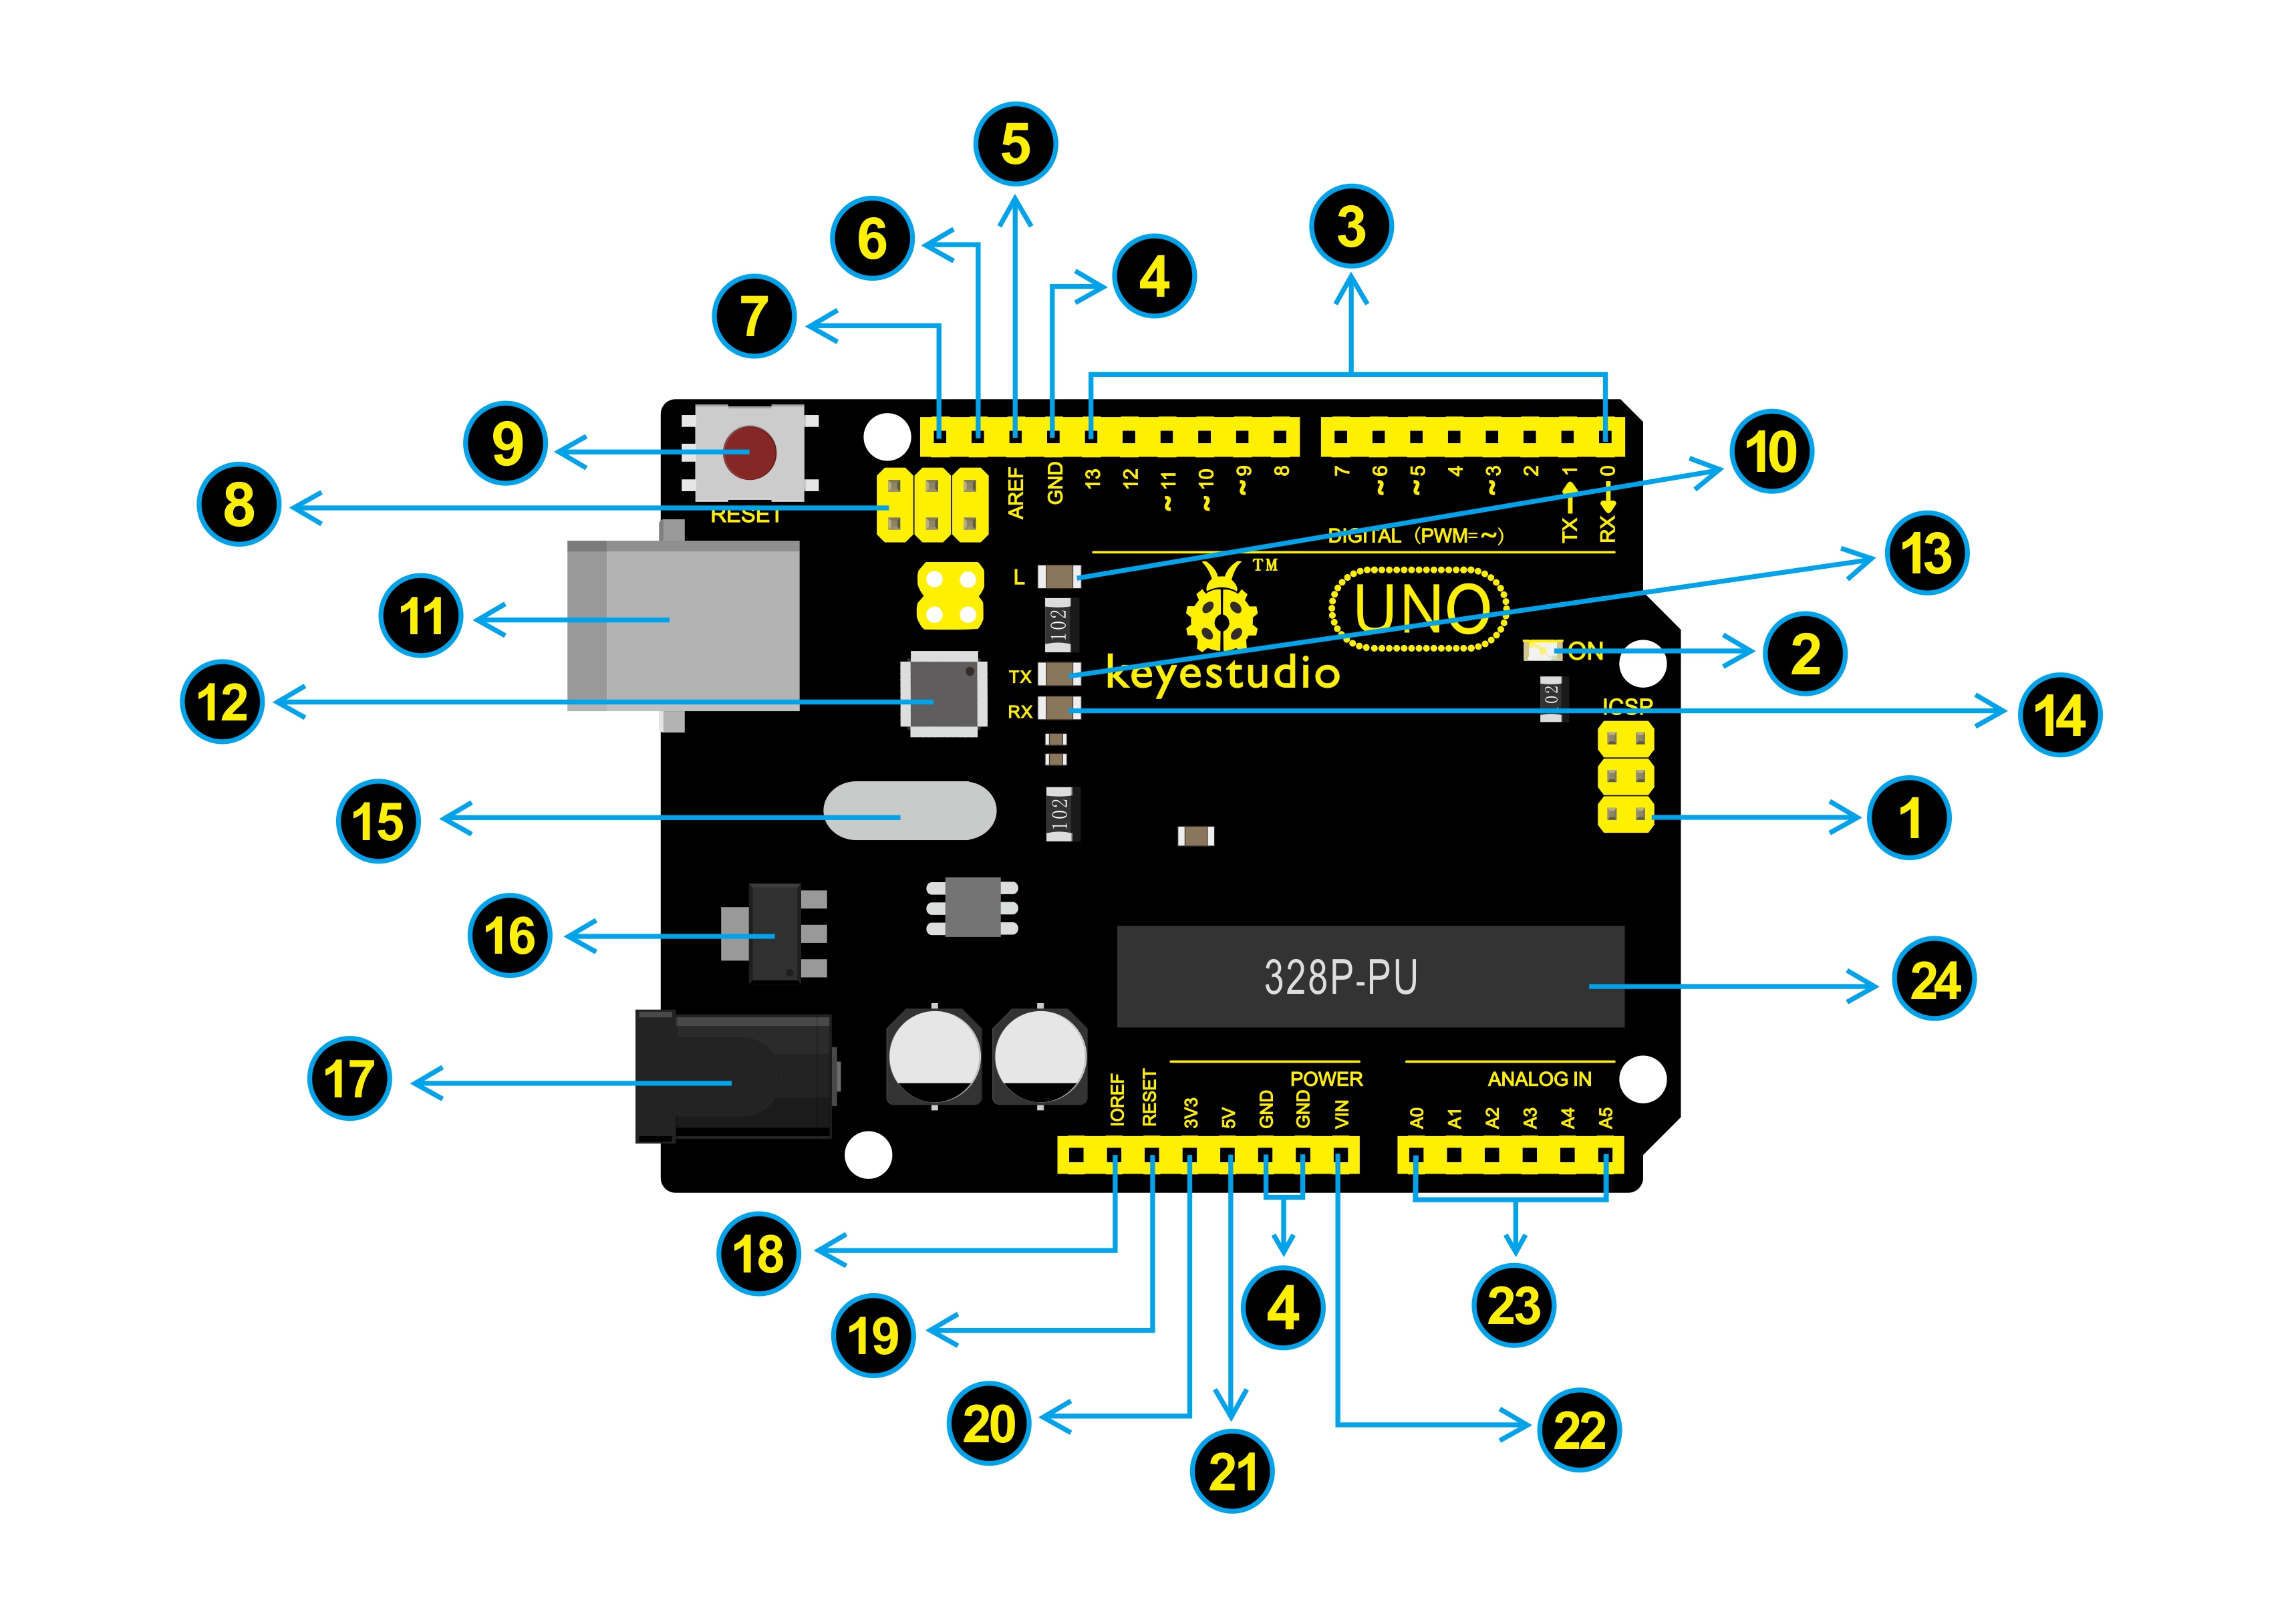 5
3
6
4
7
9
10
8
RESET
AREF
GND
13
12
~11
~10
~9
8
7
~6
~5
4
~3
2
TX→1
RX←0
DIGITAL (PWM=~)
13
L
TM
11
102
UNO
2
ON
keyestudio
TX
12
RX
14
102
ICSP
15
102
1
16
328P-PU
24
17
IOREF
RESET
3V3
5V
GND
GND
VIN
POWER
ANALOG IN
A0
A1
A2
A3
A4
A5
18
4
23
19
20
22
21